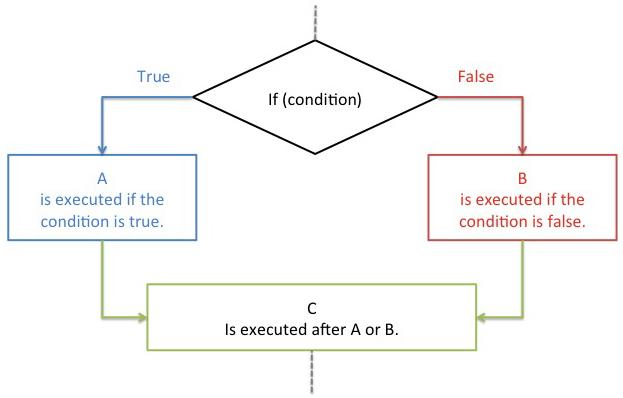 True
False
If (condition)
A
is executed if the
condition is true.
B
is executed if the
condition is false.
C
Is executed after A or B.